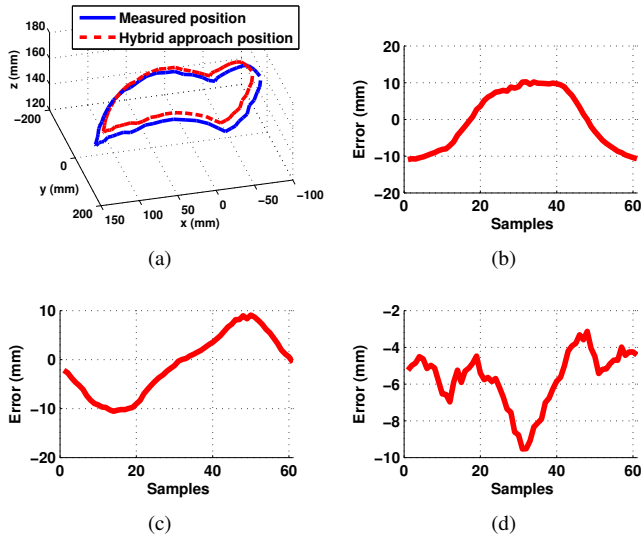 Measured position
Hybrid approach position
180
160
140
120
z (mm)
−200
0
200
y (mm)
150
100
50
0
−50
−100
x (mm)
(a)
20
10
0
−10
−20
Error (mm)
0
20
40
60
Samples
(b)
10
0
−10
−20
Error (mm)
0
20
40
60
Samples
(c)
−2
−4
−6
−8
−10
Error (mm)
0
20
40
60
Samples
(d)